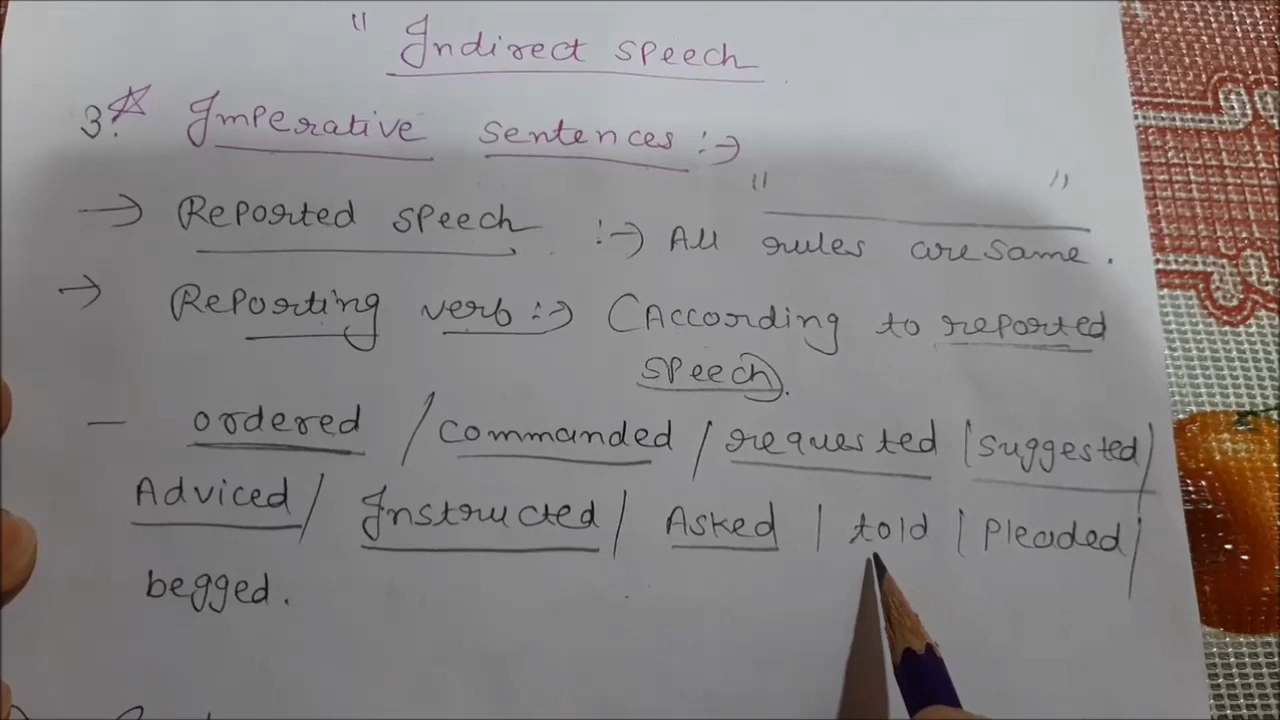 " Indirect speech
3.☆ Imperative sentences :→
" "
→ Reported speech :→ All rules are same.
→ Reporting verb :→ (According to reported
speech).
— ordered / commanded / requested / suggested/
Adviced / Instructed / Asked / told / Pleaded/
begged.